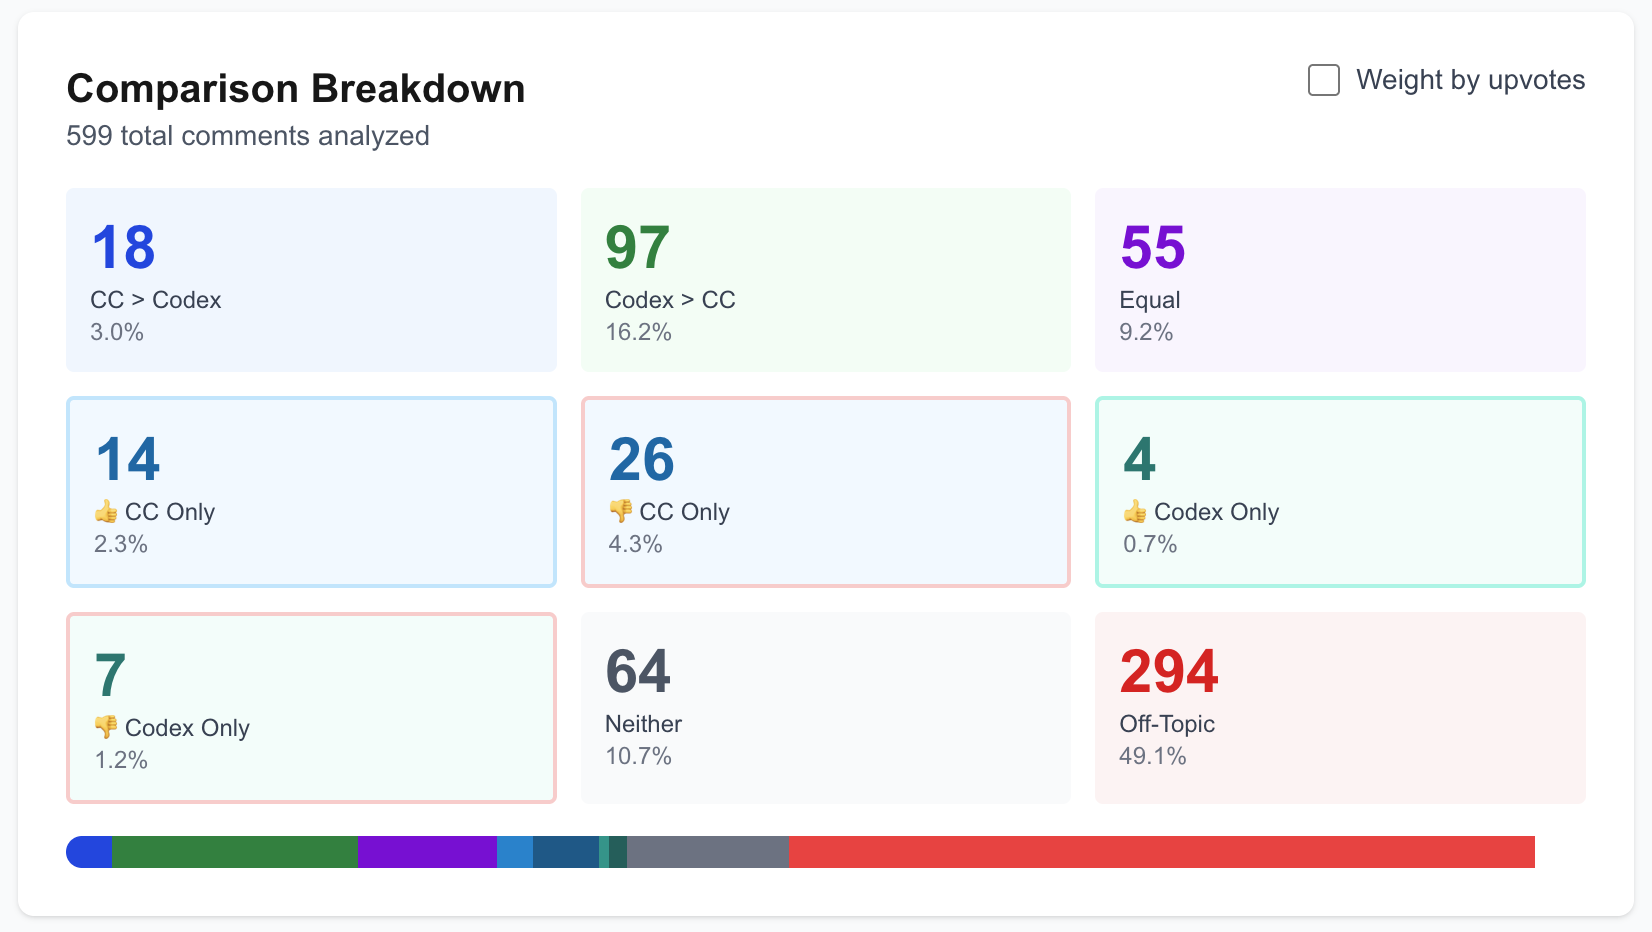 Comparison Breakdown
Weight by upvotes
599 total comments analyzed
18
CC > Codex
3.0%
97
Codex > CC
16.2%
55
Equal
9.2%
14
👍 CC Only
2.3%
26
👎 CC Only
4.3%
4
👍 Codex Only
0.7%
7
👎 Codex Only
1.2%
64
Neither
10.7%
294
Off-Topic
49.1%